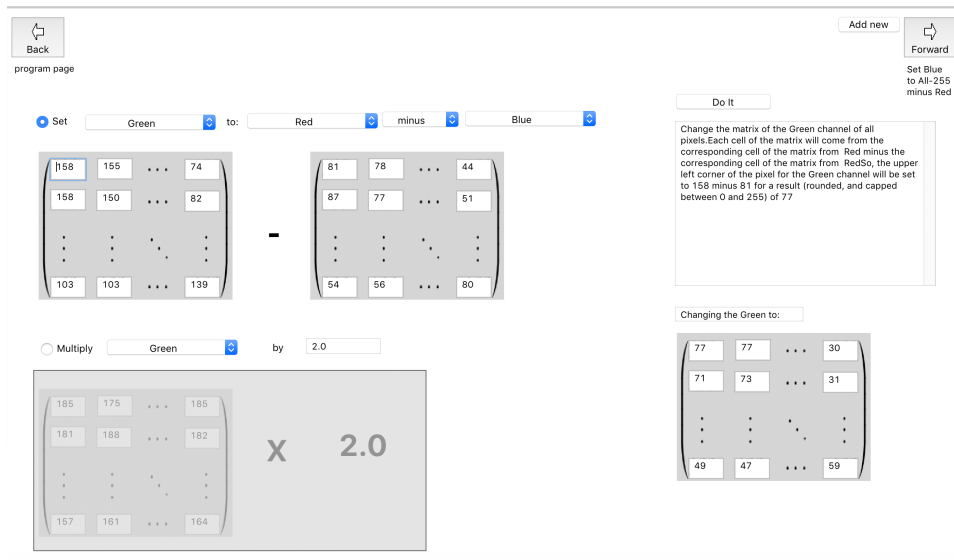 Add new
Back
Forward
program page
Set Blue
to All-255
minus Red
Do It
Set Green to: Red minus Blue
Change the matrix of the Green channel of all
pixels.Each cell of the matrix will come from the
corresponding cell of the matrix from  Red minus the
corresponding cell of the matrix from  RedSo, the upper
left corner of the pixel for the Green channel will be set
to 158 minus 81 for a result (rounded, and capped
between 0 and 255) of 77
158 155 ... 74
158 150 ... 82
103 103 ... 139
-
81 78 ... 44
87 77 ... 51
54 56 ... 80
Changing the Green to:
77 77 ... 30
71 73 ... 31
49 47 ... 59
Multiply Green by 2.0
185 175 ... 185
181 188 ... 182
157 161 ... 164
X 2.0